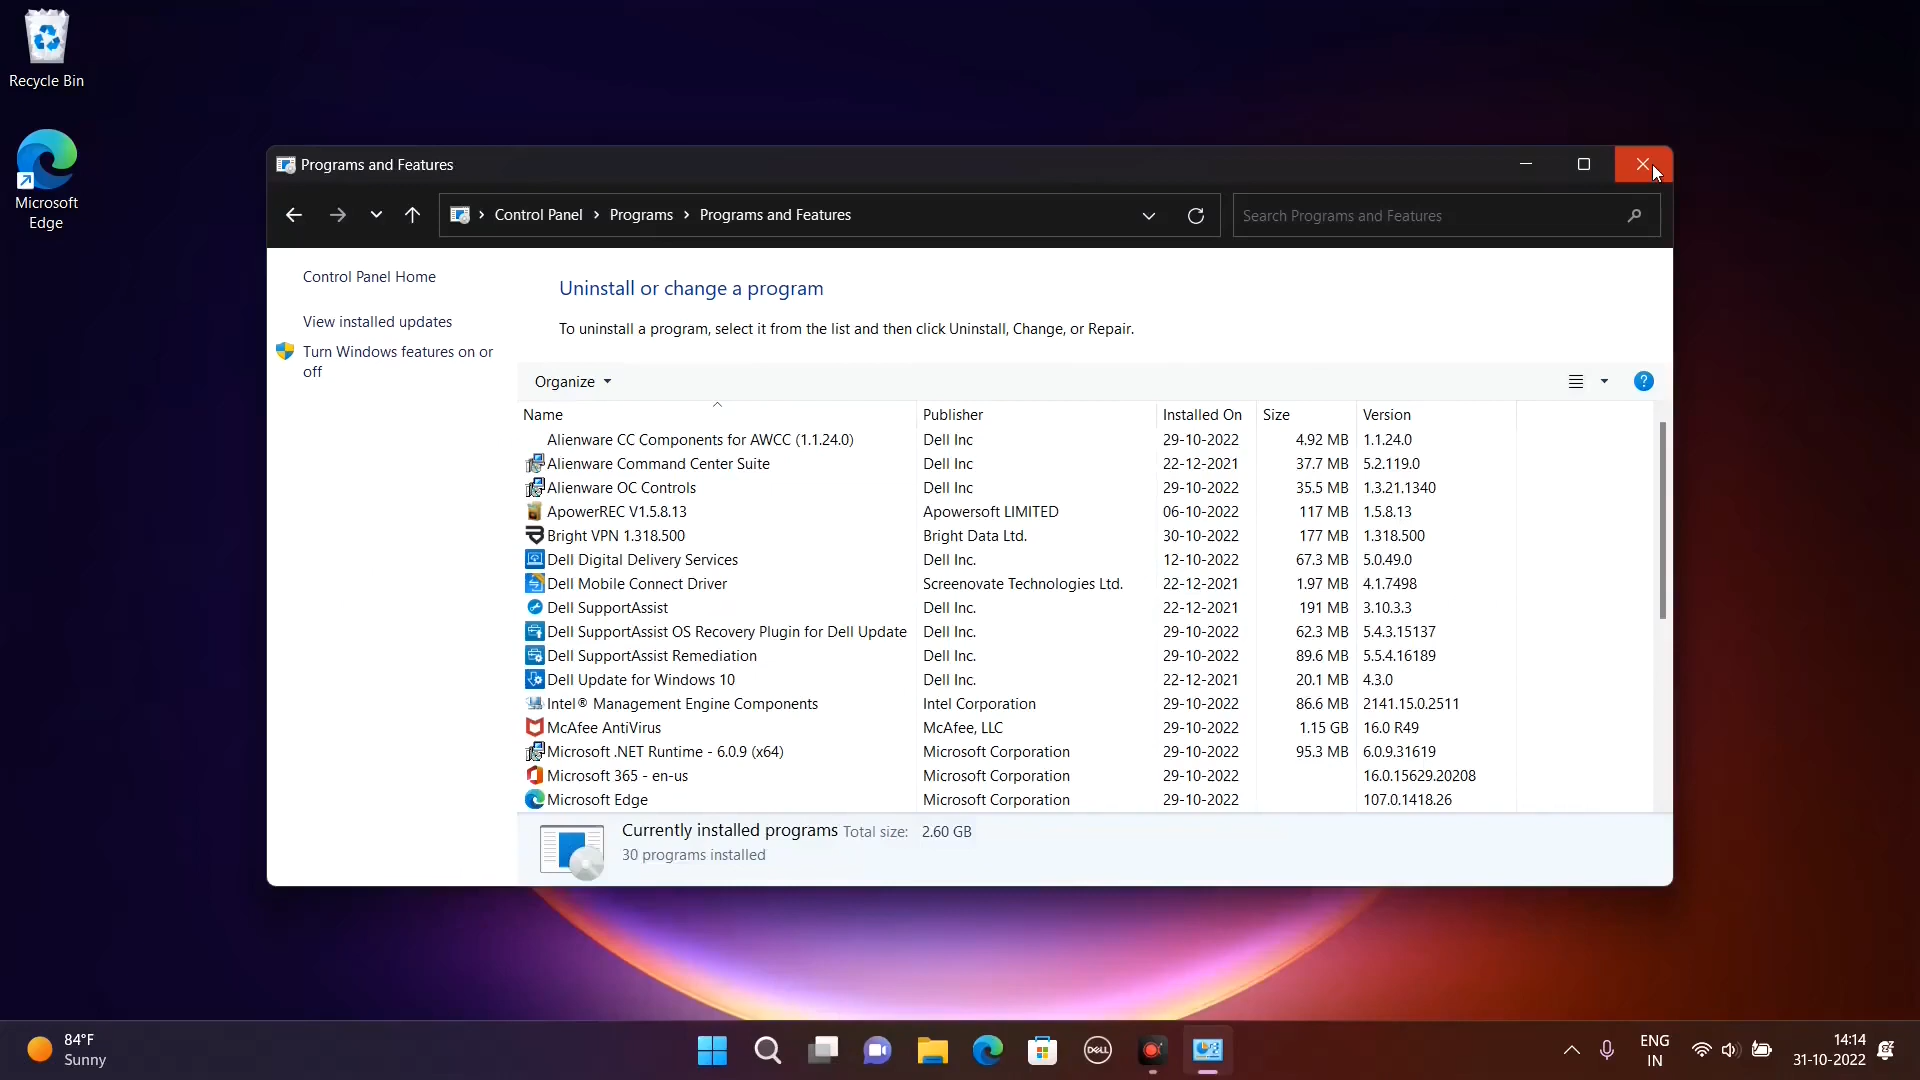 Recycle Bin
Microsoft
Edge
Programs and Features
Control Panel > Programs > Programs and Features
Search Programs and Features
Control Panel Home
View installed updates
Turn Windows features on or
off
Uninstall or change a program
To uninstall a program, select it from the list and then click Uninstall, Change, or Repair.
Organize
Name Publisher Installed On Size Version
Alienware CC Components for AWCC (1.1.24.0) Dell Inc 29-10-2022 4.92 MB 1.1.24.0
Alienware Command Center Suite Dell Inc 22-12-2021 37.7 MB 5.2.119.0
Alienware OC Controls Dell Inc 29-10-2022 35.5 MB 1.3.21.1340
ApowerREC V1.5.8.13 Apowersoft LIMITED 06-10-2022 117 MB 1.5.8.13
Bright VPN 1.318.500 Bright Data Ltd. 30-10-2022 177 MB 1.318.500
Dell Digital Delivery Services Dell Inc. 12-10-2022 67.3 MB 5.0.49.0
Dell Mobile Connect Driver Screenovate Technologies Ltd. 22-12-2021 1.97 MB 4.1.7498
Dell SupportAssist Dell Inc. 22-12-2021 191 MB 3.10.3.3
Dell SupportAssist OS Recovery Plugin for Dell Update Dell Inc. 29-10-2022 62.3 MB 5.4.3.15137
Dell SupportAssist Remediation Dell Inc. 29-10-2022 89.6 MB 5.5.4.16189
Dell Update for Windows 10 Dell Inc. 22-12-2021 20.1 MB 4.3.0
Intel® Management Engine Components Intel Corporation 29-10-2022 86.6 MB 2141.15.0.2511
McAfee AntiVirus McAfee, LLC 29-10-2022 1.15 GB 16.0 R49
Microsoft .NET Runtime - 6.0.9 (x64) Microsoft Corporation 29-10-2022 95.3 MB 6.0.9.31619
Microsoft 365 - en-us Microsoft Corporation 29-10-2022 16.0.15629.20208
Microsoft Edge Microsoft Corporation 29-10-2022 107.0.1418.26
Currently installed programs Total size: 2.60 GB
30 programs installed
84°F
Sunny
DELL
ENG
IN
14:14
31-10-2022